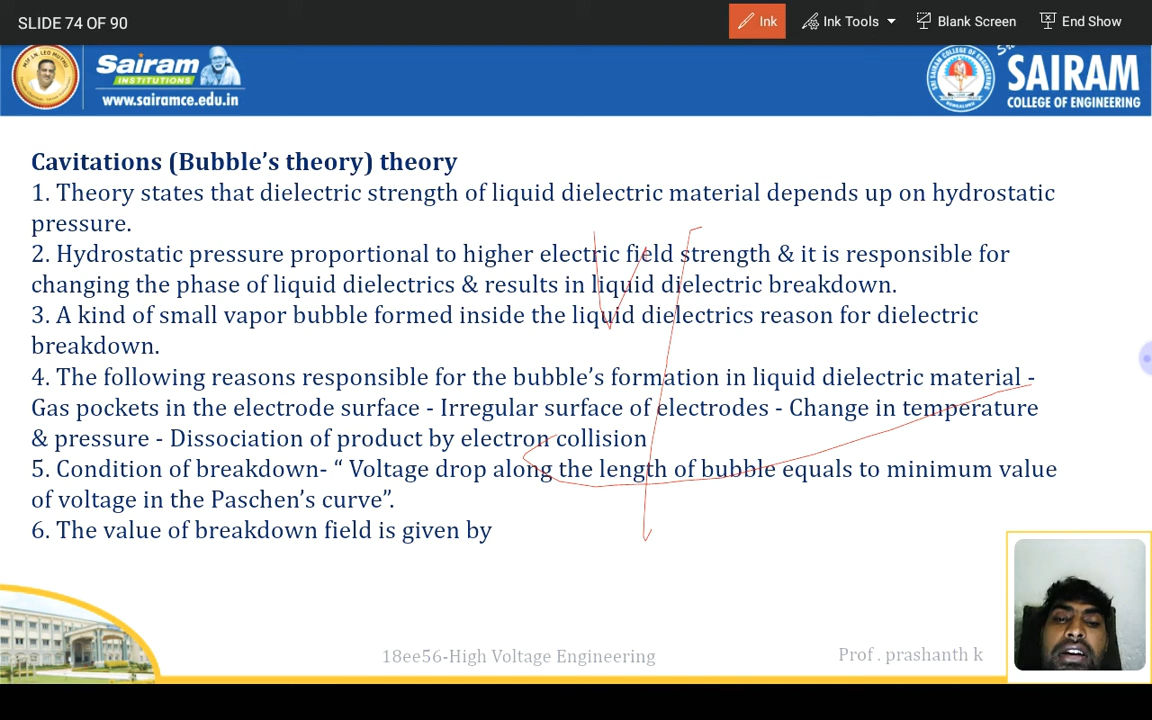 SLIDE 74 OF 90
Ink
Ink Tools
Blank Screen
End Show
Sairam
INSTITUTIONS
www.sairamce.edu.in
SAIRAM
COLLEGE OF ENGINEERING
Cavitations (Bubble’s theory) theory
1. Theory states that dielectric strength of liquid dielectric material depends up on hydrostatic
pressure.
2. Hydrostatic pressure proportional to higher electric field strength & it is responsible for
changing the phase of liquid dielectrics & results in liquid dielectric breakdown.
3. A kind of small vapor bubble formed inside the liquid dielectrics reason for dielectric
breakdown.
4. The following reasons responsible for the bubble’s formation in liquid dielectric material -
Gas pockets in the electrode surface - Irregular surface of electrodes - Change in temperature
& pressure - Dissociation of product by electron collision
5. Condition of breakdown- “ Voltage drop along the length of bubble equals to minimum value
of voltage in the Paschen’s curve”.
6. The value of breakdown field is given by
18ee56-High Voltage Engineering
Prof . prashanth k